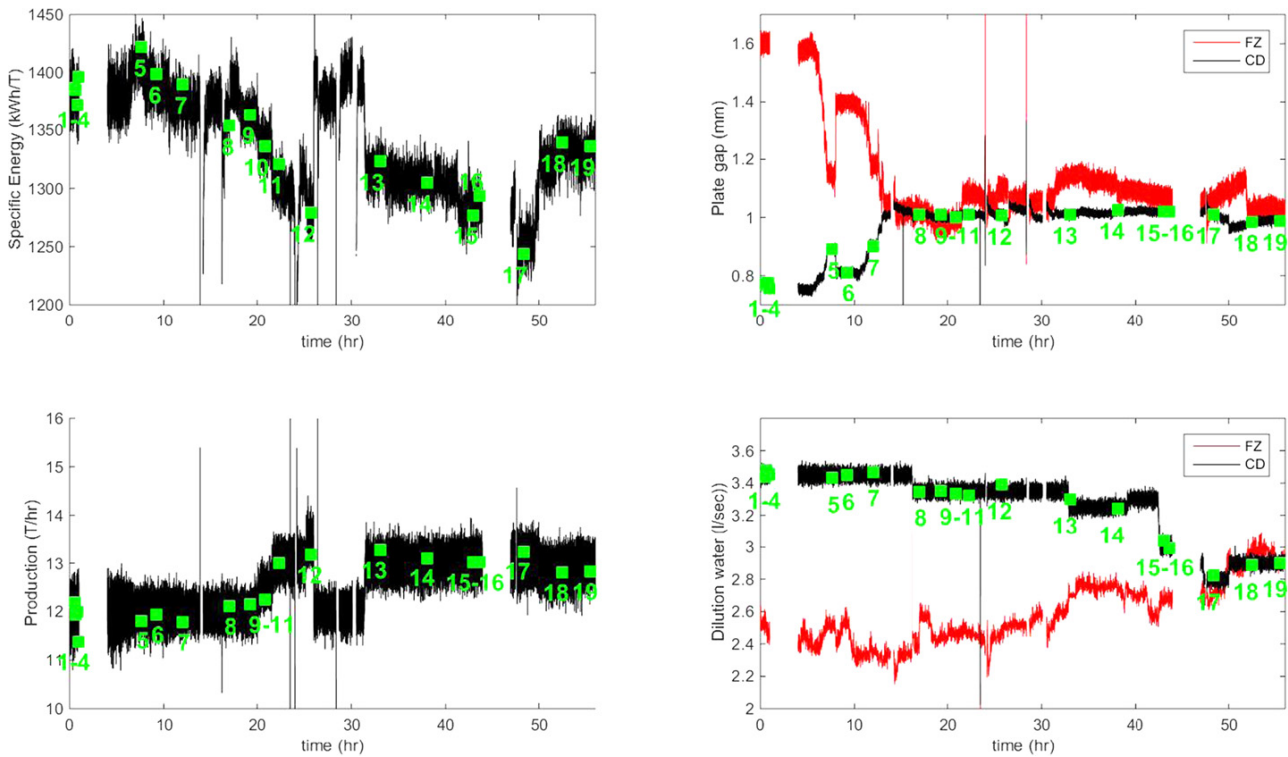 1450
1400
1350
1300
1250
1200
Specific Energy (kWh/T)
0 10 20 30 40 50
time (hr)
1-4 5 6 7 8 9 10 11 12 13 14 15 16 17 18 19
1.6
1.4
1.2
1
0.8
Plate gap (mm)
FZ
CD
0 10 20 30 40 50
time (hr)
1-4 5 6 7 8 9-11 12 13 14 15-16 17 18 19
16
15
14
13
12
11
10
Production (T/hr)
0 10 20 30 40 50
time (hr)
1-4 5 6 7 8 9-11 12 13 14 15-16 17 18 19
3.8
3.6
3.4
3.2
3
2.8
2.6
2.4
2.2
2
Dilution water (l/sec))
FZ
CD
0 10 20 30 40 50
time (hr)
1-4 5 6 7 8 9-11 12 13 14 15-16 17 18 19